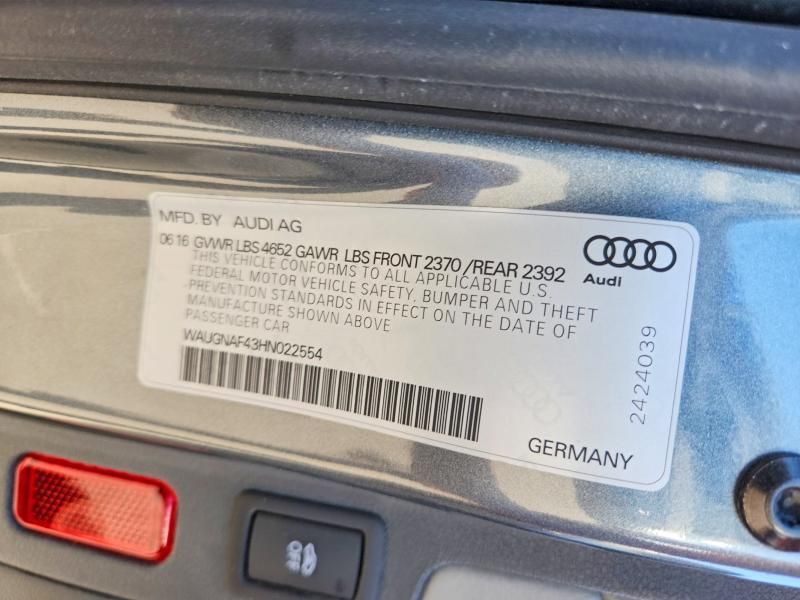 MFD. BY AUDI AG
06 16 GVWR LBS 4652 GAWR LBS FRONT 2370 /REAR 2392
THIS VEHICLE CONFORMS TO ALL APPLICABLE U.S.
FEDERAL MOTOR VEHICLE SAFETY, BUMPER AND THEFT
PREVENTION STANDARDS IN EFFECT ON THE DATE OF
MANUFACTURE SHOWN ABOVE
PASSENGER CAR
WAUGNAF43HN022554
Audi
2424039
GERMANY
OFF